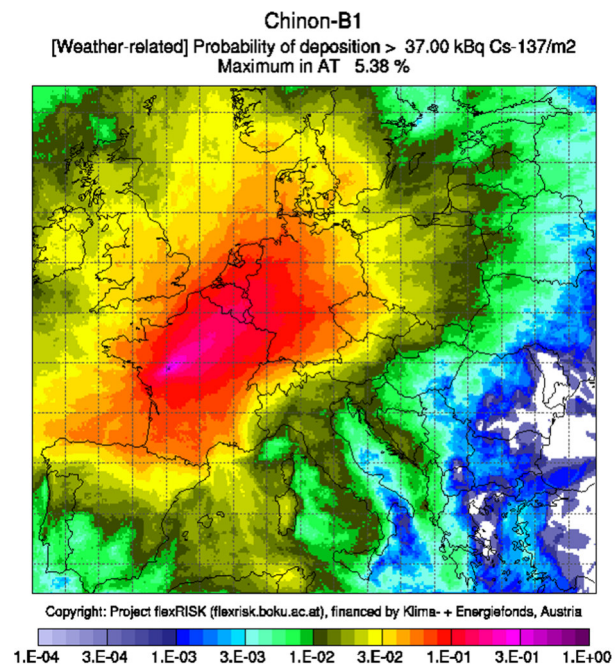 Chinon-B1
[Weather-related] Probability of deposition > 37.00 kBq Cs-137/m2
Maximum in AT 5.38 %
Copyright: Project flexRISK (flexrisk.boku.ac.at), financed by Klima- + Energiefonds, Austria
1.E-04 3.E-04 1.E-03 3.E-03 1.E-02 3.E-02 1.E-01 3.E-01 1.E+00